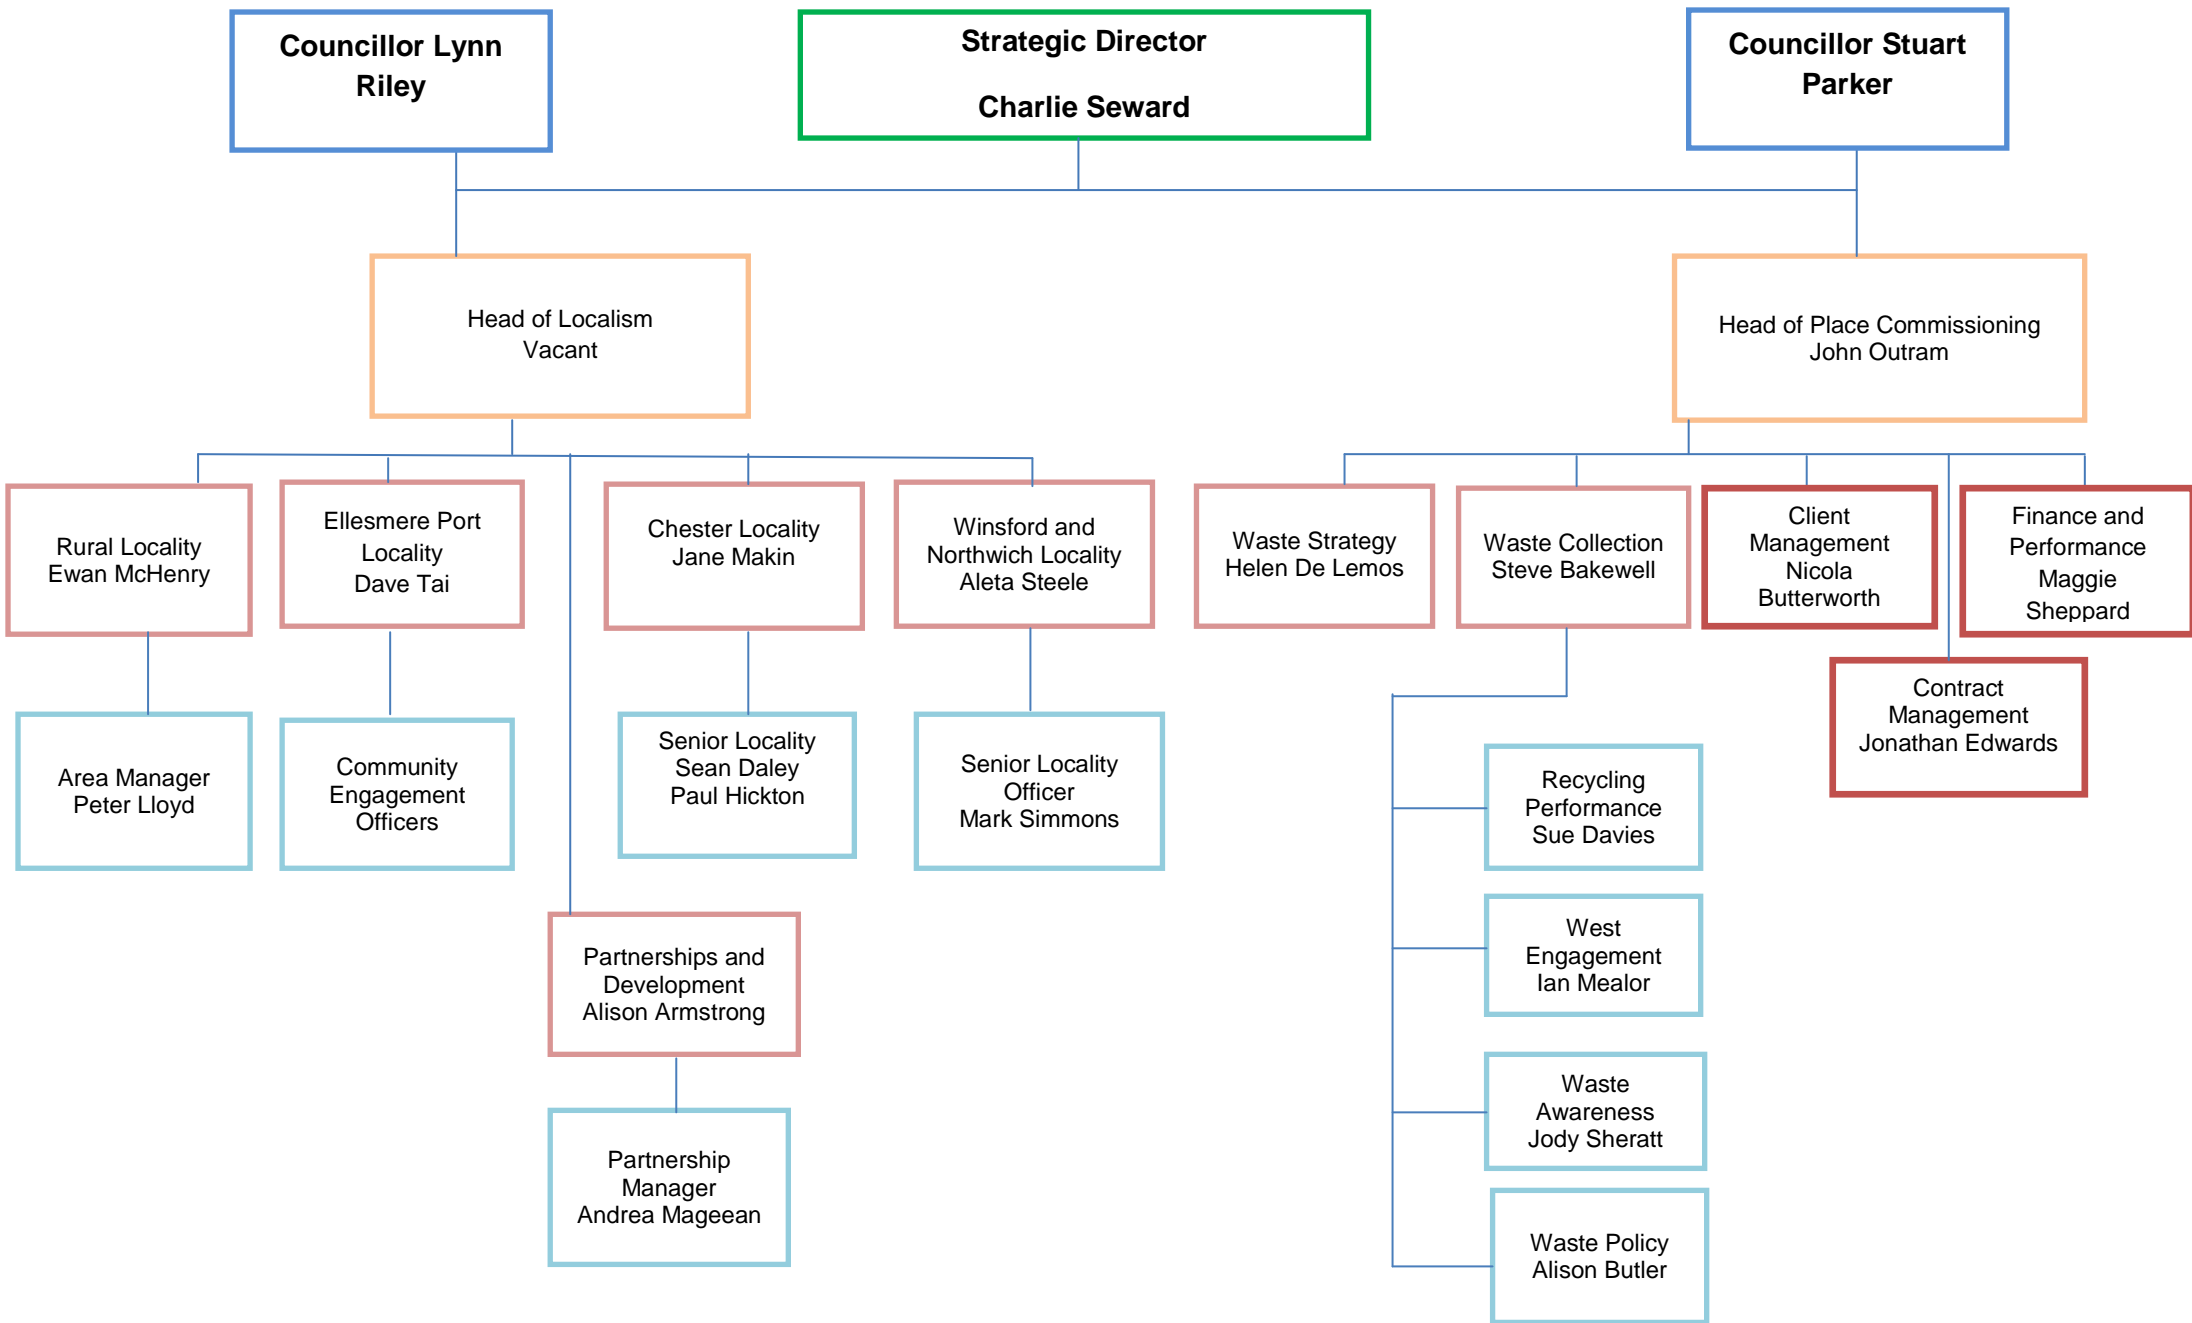 Councillor Lynn
Riley
Strategic Director
Charlie Seward
Councillor Stuart
Parker
Head of Localism
Vacant
Head of Place Commissioning
John Outram
Rural Locality
Ewan McHenry
Ellesmere Port
Locality
Dave Tai
Chester Locality
Jane Makin
Winsford and
Northwich Locality
Aleta Steele
Waste Strategy
Helen De Lemos
Waste Collection
Steve Bakewell
Client
Management
Nicola
Butterworth
Finance and
Performance
Maggie
Sheppard
Contract
Management
Jonathan Edwards
Area Manager
Peter Lloyd
Community
Engagement
Officers
Senior Locality
Sean Daley
Paul Hickton
Senior Locality
Officer
Mark Simmons
Recycling
Performance
Sue Davies
West
Engagement
Ian Mealor
Partnerships and
Development
Alison Armstrong
Waste
Awareness
Jody Sheratt
Partnership
Manager
Andrea Mageean
Waste Policy
Alison Butler